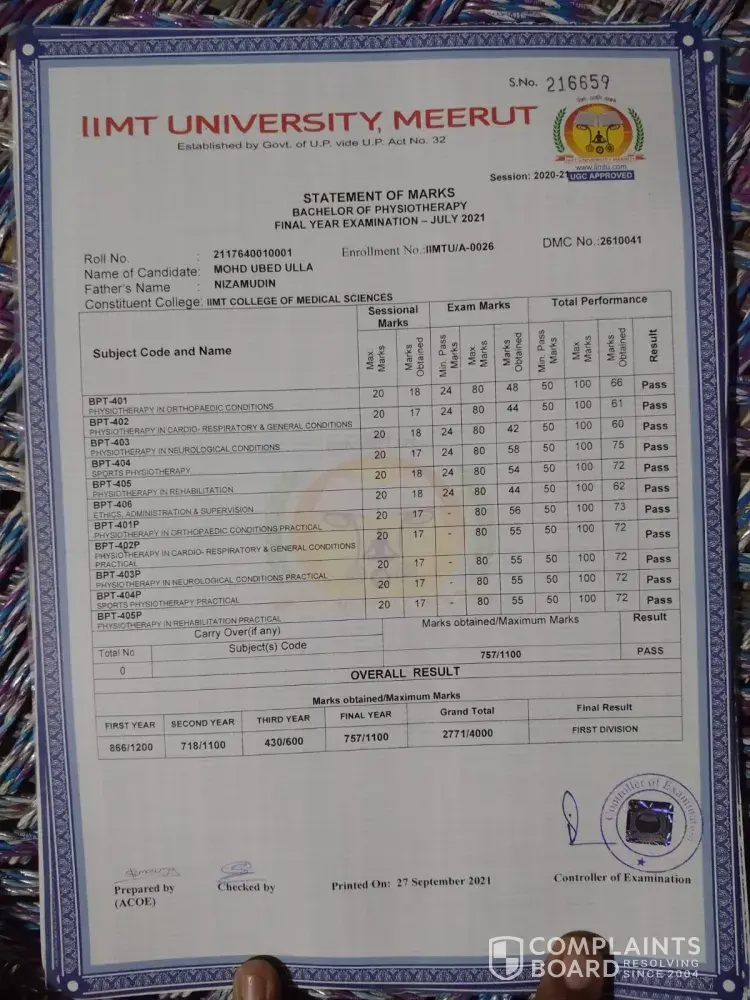 S.No. 216659
IIMT UNIVERSITY, MEERUT
Established by Govt. of U.P. vide U.P. Act No. 32
IIMT UNIVERSITY MEERUT
www.iimtu.com
Session: 2020-21 UGC APPROVED
STATEMENT OF MARKS
BACHELOR OF PHYSIOTHERAPY
FINAL YEAR EXAMINATION – JULY 2021
Roll No. : 2117640010001 Enrollment No.:IIMTU/A-0026 DMC No.:2610041
Name of Candidate: MOHD UBED ULLA
Father's Name : NIZAMUDIN
Constituent College: IIMT COLLEGE OF MEDICAL SCIENCES
Subject Code and Name Sessional Marks Exam Marks Total Performance
Max. Marks Marks Obtained Min. Pass Marks Max. Marks Marks Obtained Min. Pass Marks Max. Marks Marks Obtained Result
BPT-401 20 18 24 80 48 50 100 66 Pass
PHYSIOTHERAPY IN ORTHOPAEDIC CONDITIONS
BPT-402 20 17 24 80 44 50 100 61 Pass
PHYSIOTHERAPY IN CARDIO- RESPIRATORY & GENERAL CONDITIONS
BPT-403 20 18 24 80 42 50 100 60 Pass
PHYSIOTHERAPY IN NEUROLOGICAL CONDITIONS
BPT-404 20 17 24 80 58 50 100 75 Pass
SPORTS PHYSIOTHERAPY
BPT-405 20 18 24 80 54 50 100 72 Pass
PHYSIOTHERAPY IN REHABILITATION
BPT-406 20 18 24 80 44 50 100 62 Pass
ETHICS, ADMINISTRATION & SUPERVISION
BPT-401P 20 17 - 80 56 50 100 73 Pass
PHYSIOTHERAPY IN ORTHOPAEDIC CONDITIONS PRACTICAL
BPT-402P 20 17 - 80 55 50 100 72 Pass
PHYSIOTHERAPY IN CARDIO- RESPIRATORY & GENERAL CONDITIONS
PRACTICAL
BPT-403P 20 17 - 80 55 50 100 72 Pass
PHYSIOTHERAPY IN NEUROLOGICAL CONDITIONS PRACTICAL
BPT-404P 20 17 - 80 55 50 100 72 Pass
SPORTS PHYSIOTHERAPY PRACTICAL
BPT-405P 20 17 - 80 55 50 100 72 Pass
PHYSIOTHERAPY IN REHABILITATION PRACTICAL
Carry Over(if any) Marks obtained/Maximum Marks Result
Total No Subject(s) Code
0 757/1100 PASS
OVERALL RESULT
Marks obtained/Maximum Marks
FIRST YEAR SECOND YEAR THIRD YEAR FINAL YEAR Grand Total Final Result
866/1200 718/1100 430/600 757/1100 2771/4000 FIRST DIVISION
Controller of Examination
Prepared by Checked by Printed On: 27 September 2021 Controller of Examination
(ACOE)
COMPLAINTS
BOARD RESOLVING SINCE 2004